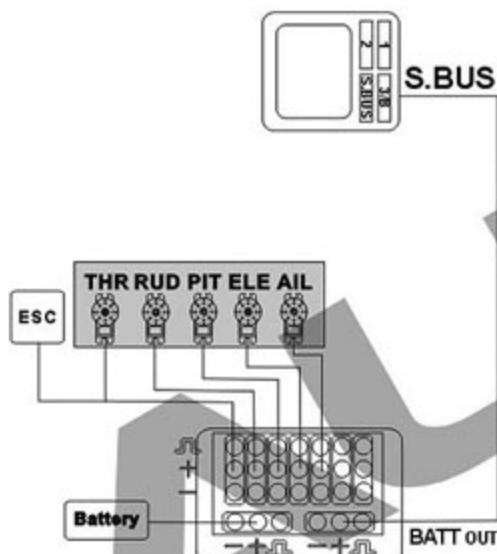 1
2
3/B
S.BUS
S.BUS
THR RUD PIT ELE AIL
ESC
+
−
Battery
− +
− +
BATT OUT